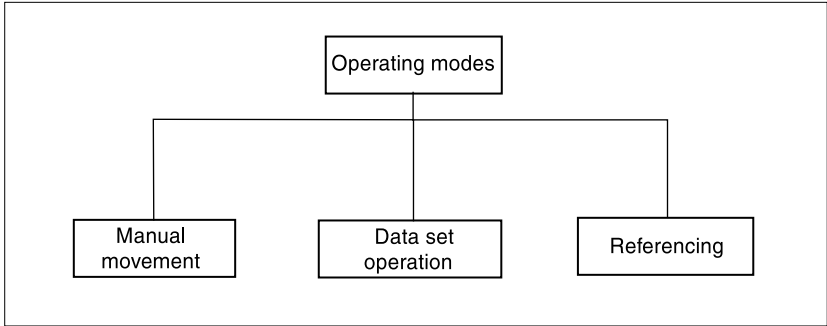 Operating modes
Manual
movement
Data set
operation
Referencing